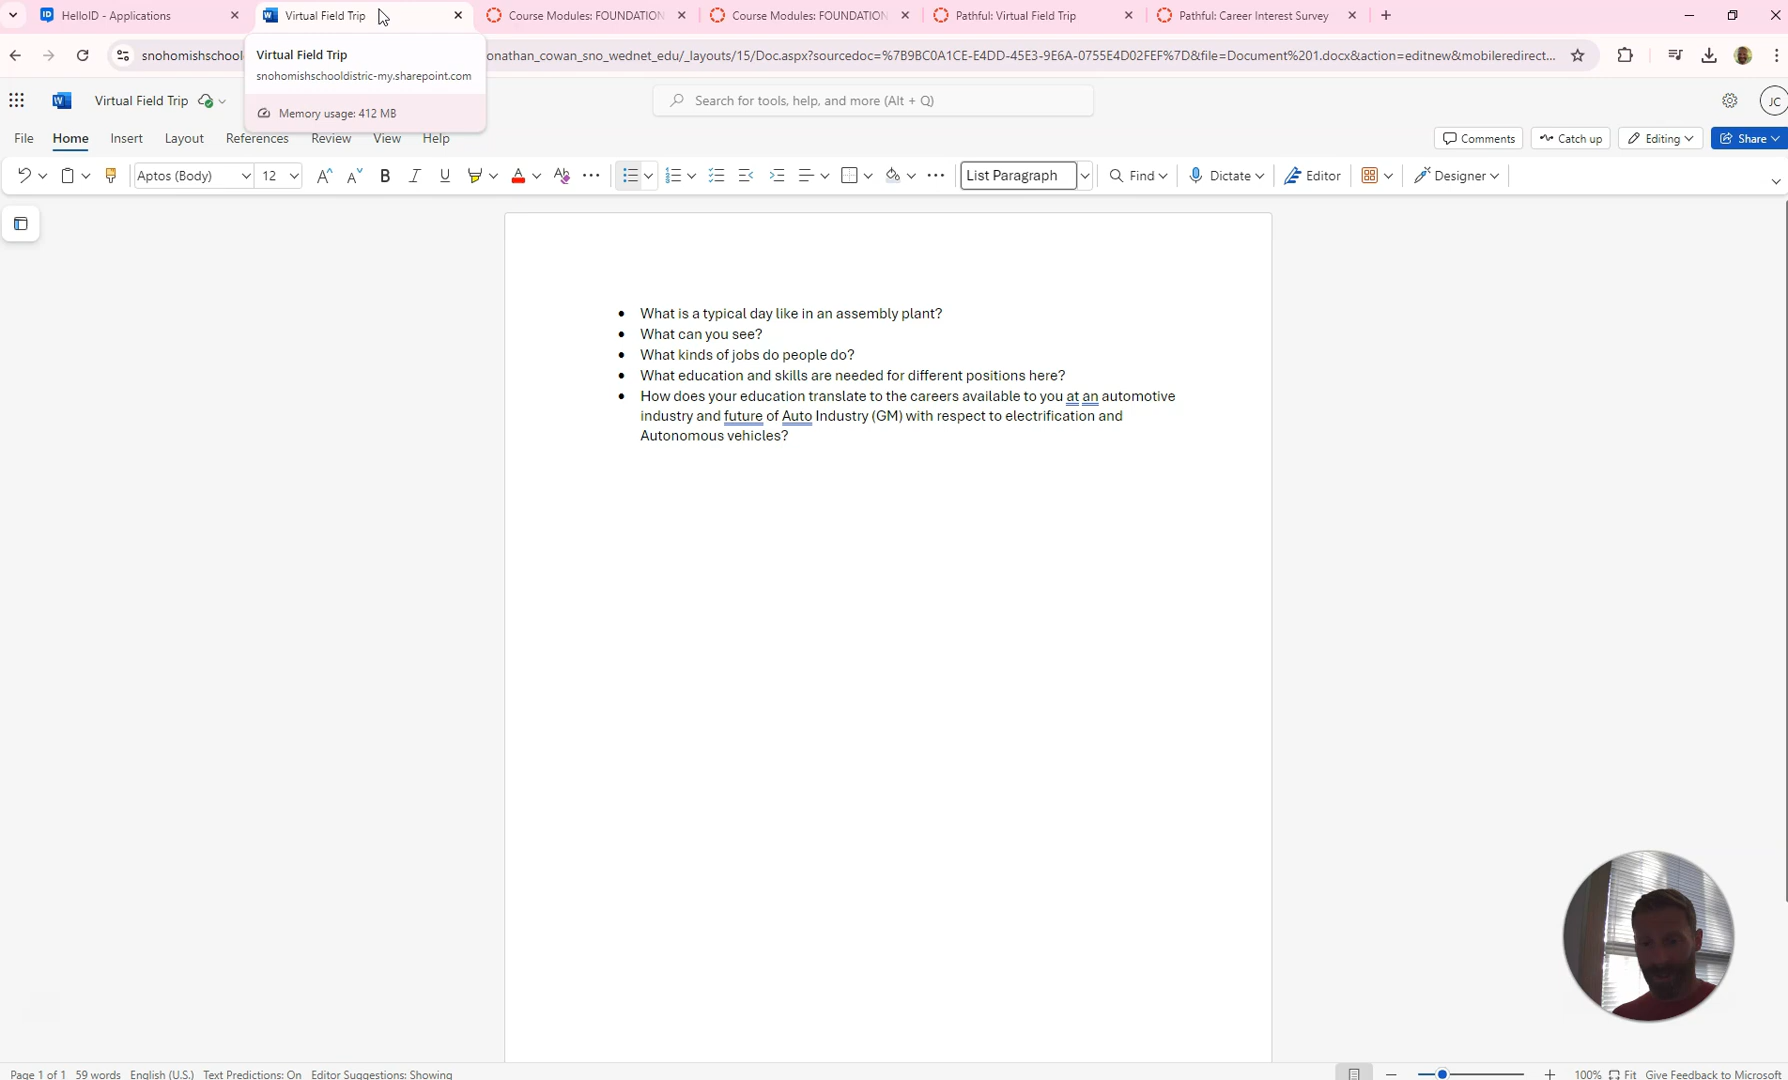 HelloID - Applications
Virtual Field Trip
Course Modules: FOUNDATION
Course Modules: FOUNDATION
Pathful: Virtual Field Trip
Pathful: Career Interest Survey
snohomishschool
onathan_cowan_sno_wednet_edu/_layouts/15/Doc.aspx?sourcedoc=%7B9BC0A1CE-E4DD-45E3-9E6A-0755E4D02FEF%7D&file=Document%201.docx&action=editnew&mobileredirect...
Virtual Field Trip
snohomishschooldistric-my.sharepoint.com
Memory usage: 412 MB
Virtual Field Trip
Search for tools, help, and more (Alt + Q)
JC
File Home Insert Layout References Review View Help
Comments Catch up Editing Share
Aptos (Body) 12
List Paragraph
Find Dictate Editor Designer
• What is a typical day like in an assembly plant?
• What can you see?
• What kinds of jobs do people do?
• What education and skills are needed for different positions here?
• How does your education translate to the careers available to you at an automotive
industry and future of Auto Industry (GM) with respect to electrification and
Autonomous vehicles?
Page 1 of 1 59 words English (U.S.) Text Predictions: On Editor Suggestions: Showing
100% Fit Give Feedback to Microsoft